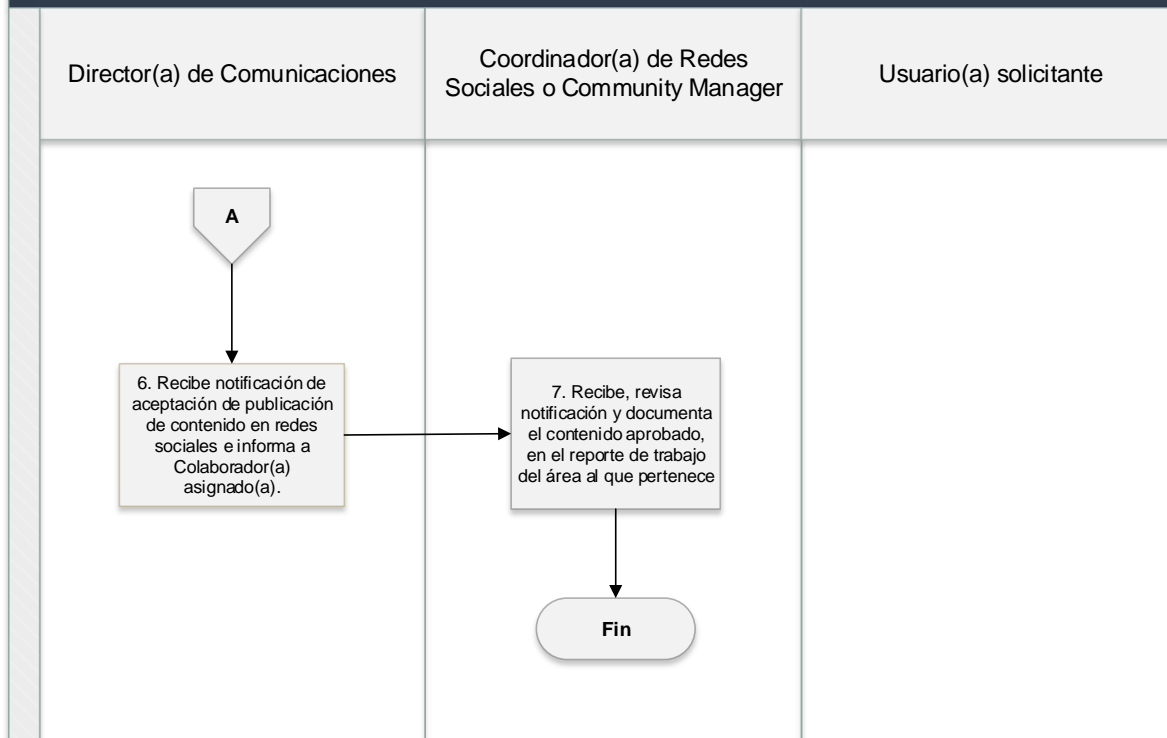 Director(a) de Comunicaciones
Coordinador(a) de Redes
Sociales o Community Manager
Usuario(a) solicitante
A
6. Recibe notificación de
aceptación de publicación
de contenido en redes
sociales e informa a
Colaborador(a)
asignado(a).
7. Recibe, revisa
notificación y documenta
el contenido aprobado,
en el reporte de trabajo
del área al que pertenece
Fin